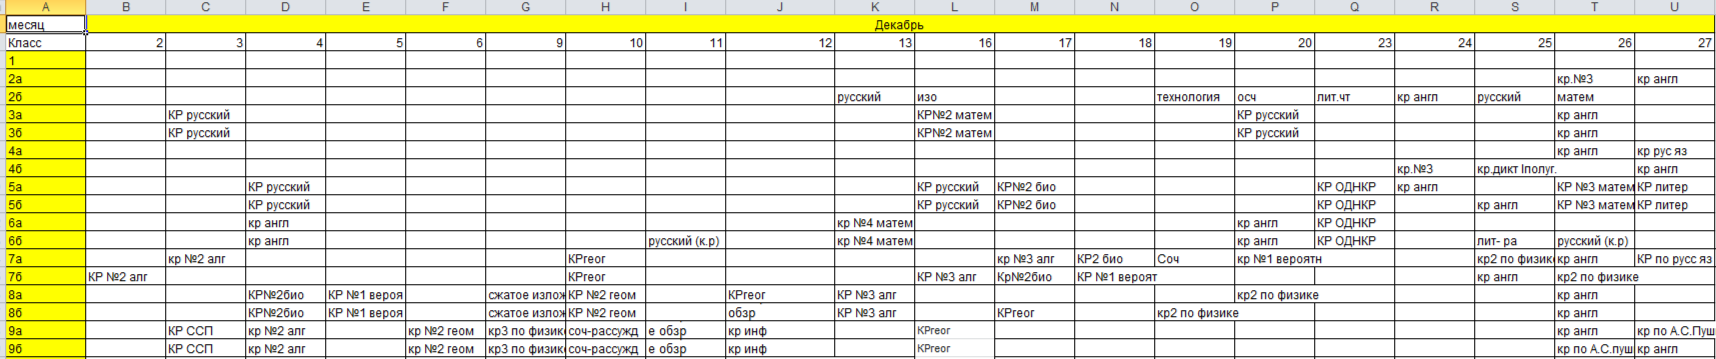 A B C D E F G H I J K L M N O P Q R S T U
месяц Декабрь
Класс 2 3 4 5 6 9 10 11 12 13 16 17 18 19 20 23 24 25 26 27
1
2а кр.№3 кр англ
2б русский изо технология осч лит.чт кр англ русский матем
3а КР русский КР№2 матем КР русский кр англ
3б КР русский КР№2 матем КР русский кр англ
4а кр англ кр рус яз
4б кр.№3 кр.дикт Iполуг. кр англ
5а КР русский КР русский КР№2 био КР ОДНКР кр англ КР №3 матем КР литер
5б КР русский КР русский КР№2 био КР ОДНКР кр англ КР №3 матем КР литер
6а кр англ кр №4 матем кр англ КР ОДНКР
6б кр англ русский (к.р) кр №4 матем кр англ КР ОДНКР лит- ра русский (к.р)
7а кр №2 алг КРгеог кр №3 алг КР2 био Соч кр №1 вероятн кр2 по физике кр англ КР по русс яз
7б КР №2 алг КРгеог КР №3 алг Кр№2био КР №1 вероят кр англ кр2 по физике
8а КР№2био КР №1 вероя сжатое излож КР №2 геом КРгеог КР №3 алг кр2 по физике кр англ
8б КР№2био КР №1 вероя сжатое излож КР №2 геом обзр КР №3 алг КРгеог кр2 по физике кр англ
9а КР ССП кр №2 алг кр №2 геом кр3 по физик соч-рассужд е обзр кр инф КРгеог кр англ кр по А.С.Пуш
9б КР ССП кр №2 алг кр №2 геом кр3 по физик соч-рассужд е обзр кр инф КРгеог кр по А.С.пуш кр англ